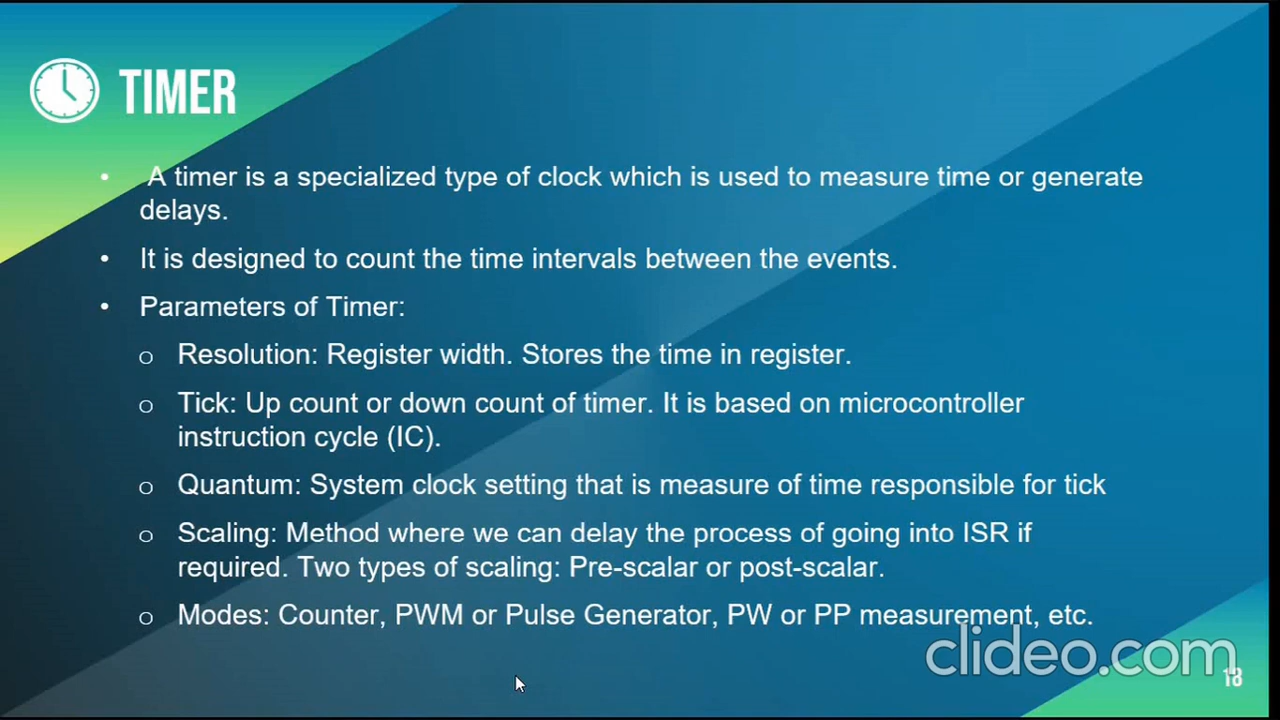 TIMER
• A timer is a specialized type of clock which is used to measure time or generate
delays.
• It is designed to count the time intervals between the events.
• Parameters of Timer:
o Resolution: Register width. Stores the time in register.
o Tick: Up count or down count of timer. It is based on microcontroller
instruction cycle (IC).
o Quantum: System clock setting that is measure of time responsible for tick
o Scaling: Method where we can delay the process of going into ISR if
required. Two types of scaling: Pre-scalar or post-scalar.
o Modes: Counter, PWM or Pulse Generator, PW or PP measurement, etc.
clideo.com
18